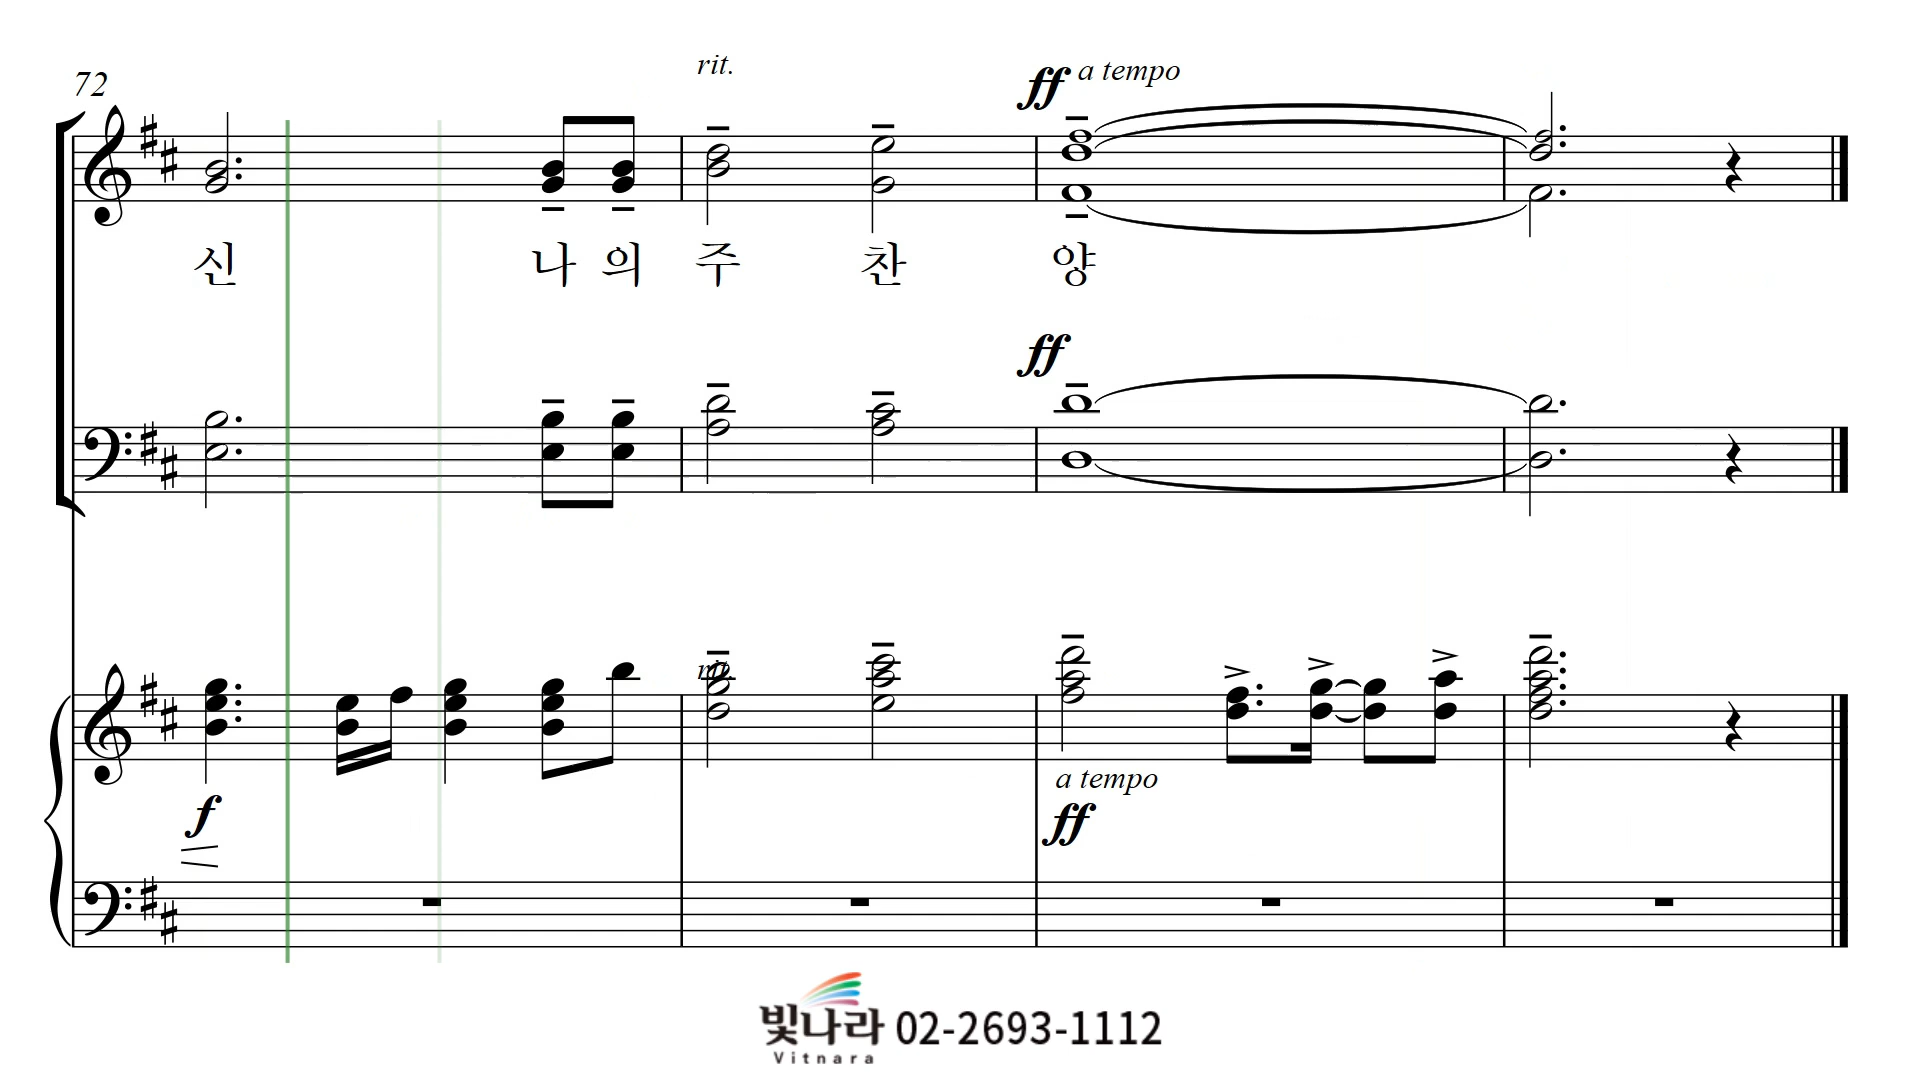 72
rit.
ff a tempo
신 나 의 주 찬 양
ff
rit.
f
a tempo
ff
빛나라 02-2693-1112
Vitnara